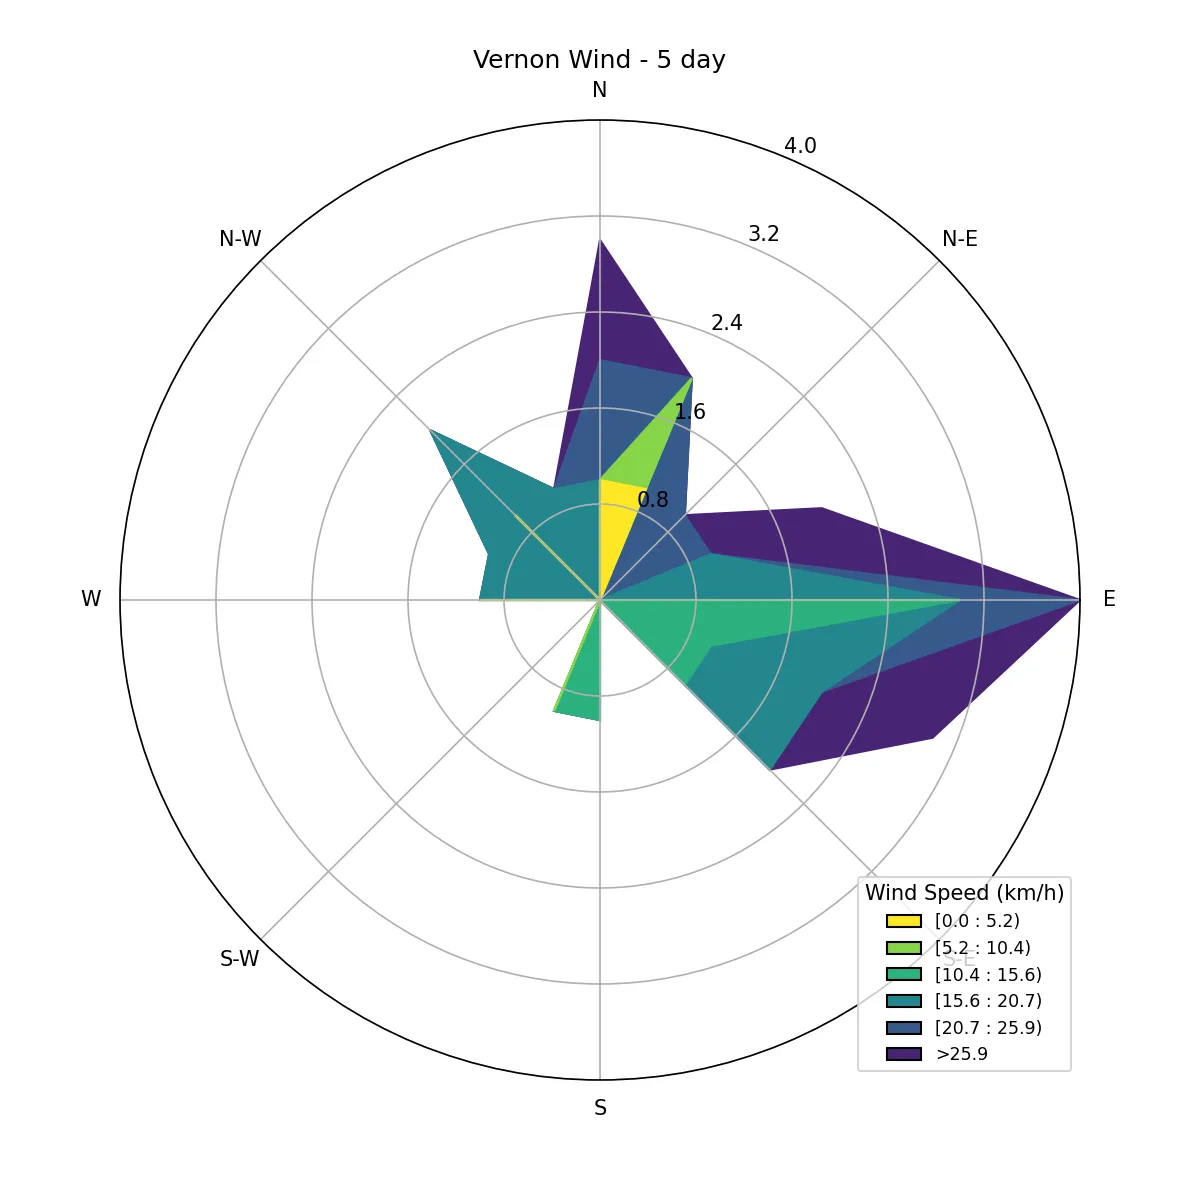 Vernon Wind - 5 day
N
4.0
N-W
3.2
N-E
2.4
1.6
0.8
W
E
S-W
S-E
S
Wind Speed (km/h)
[0.0 : 5.2)
[5.2 : 10.4)
[10.4 : 15.6)
[15.6 : 20.7)
[20.7 : 25.9)
>25.9